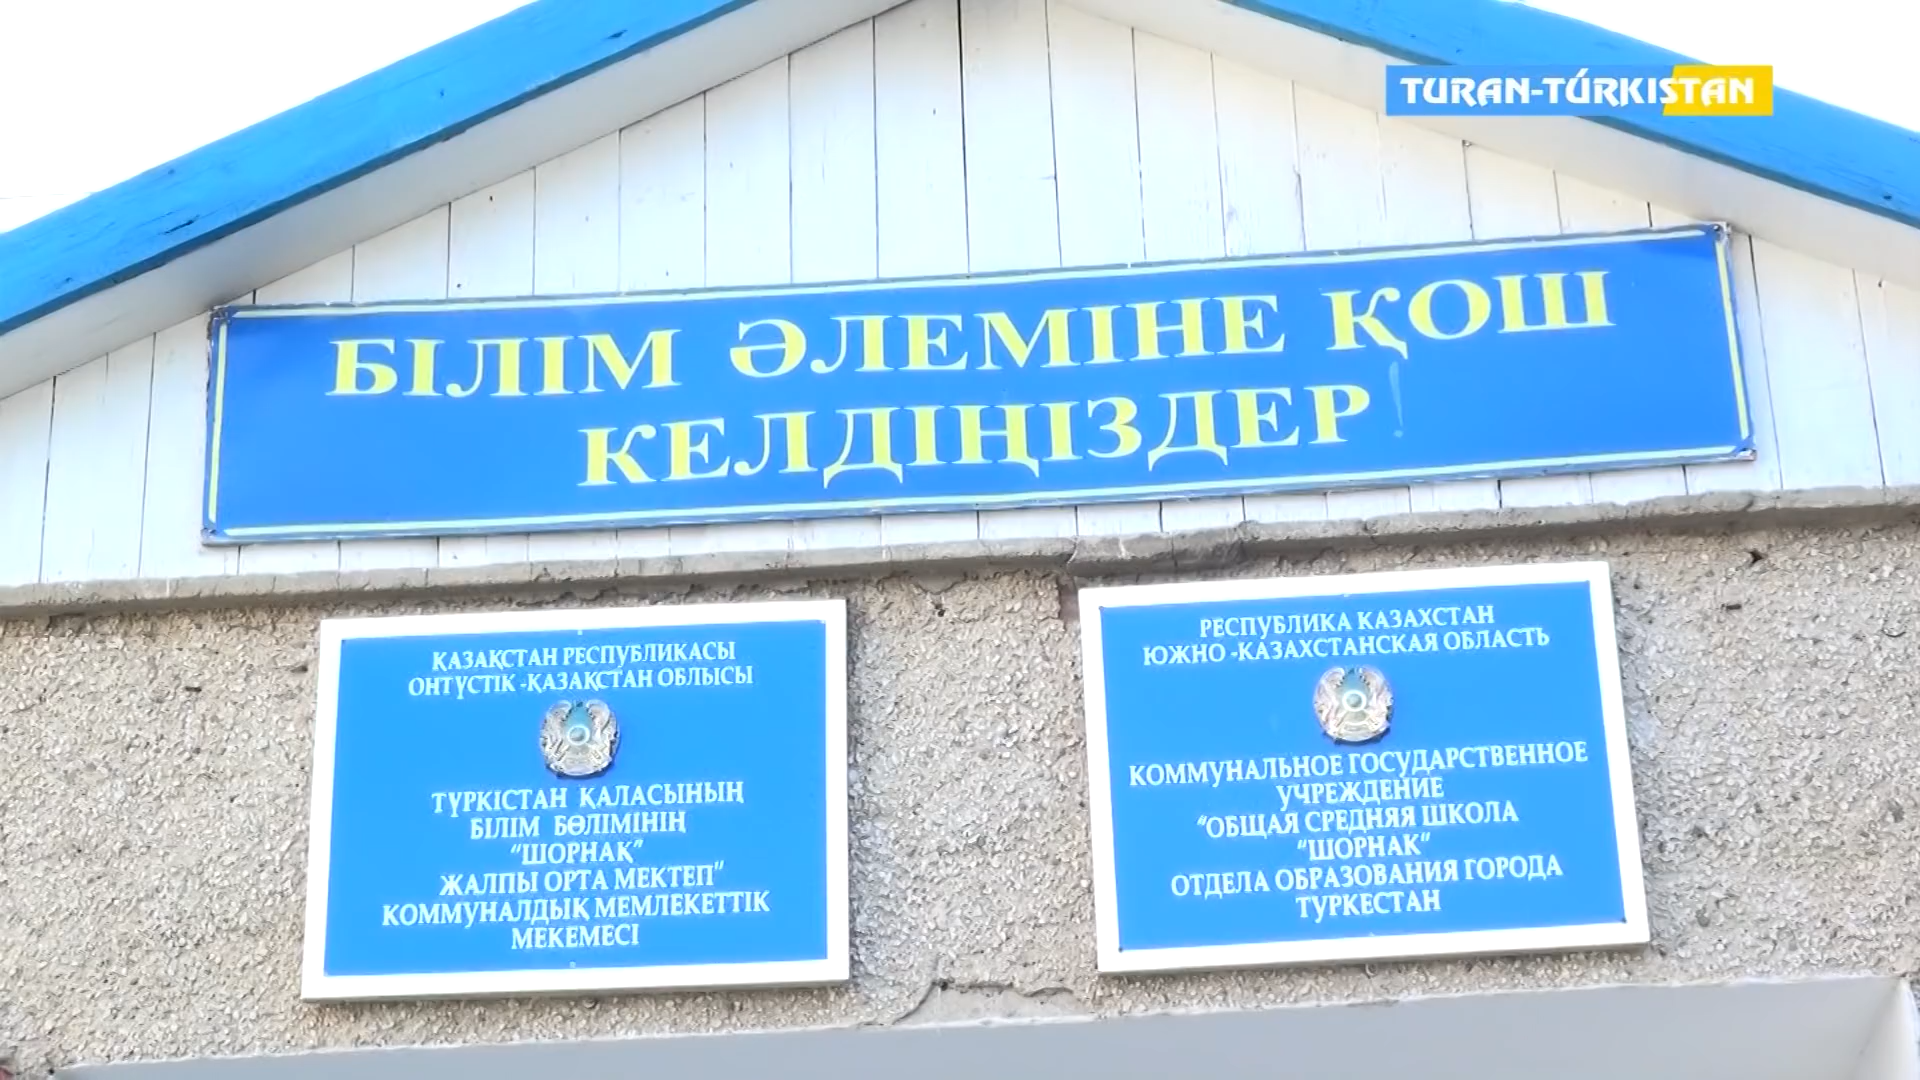 TURAN-TÚRKISTAN
БІЛІМ ӘЛЕМІНЕ ҚОШ
КЕЛДІҢІЗДЕР!
ҚАЗАҚСТАН РЕСПУБЛИКАСЫ
ОНТҮСТІК -ҚАЗАҚСТАН ОБЛЫСЫ
ТҮРКІСТАН ҚАЛАСЫНЫҢ
БІЛІМ БӨЛІМІНІҢ
"ШОРНАҚ"
ЖАЛПЫ ОРТА МЕКТЕП"
КОММУНАЛДЫҚ МЕМЛЕКЕТТІК
МЕКЕМЕСІ
РЕСПУБЛИКА КАЗАХСТАН
ЮЖНО -КАЗАХСТАНСКАЯ ОБЛАСТЬ
КОММУНАЛЬНОЕ ГОСУДАРСТВЕННОЕ
УЧРЕЖДЕНИЕ
"ОБЩАЯ СРЕДНЯЯ ШКОЛА
"ШОРНАК"
ОТДЕЛА ОБРАЗОВАНИЯ ГОРОДА
ТУРКЕСТАН